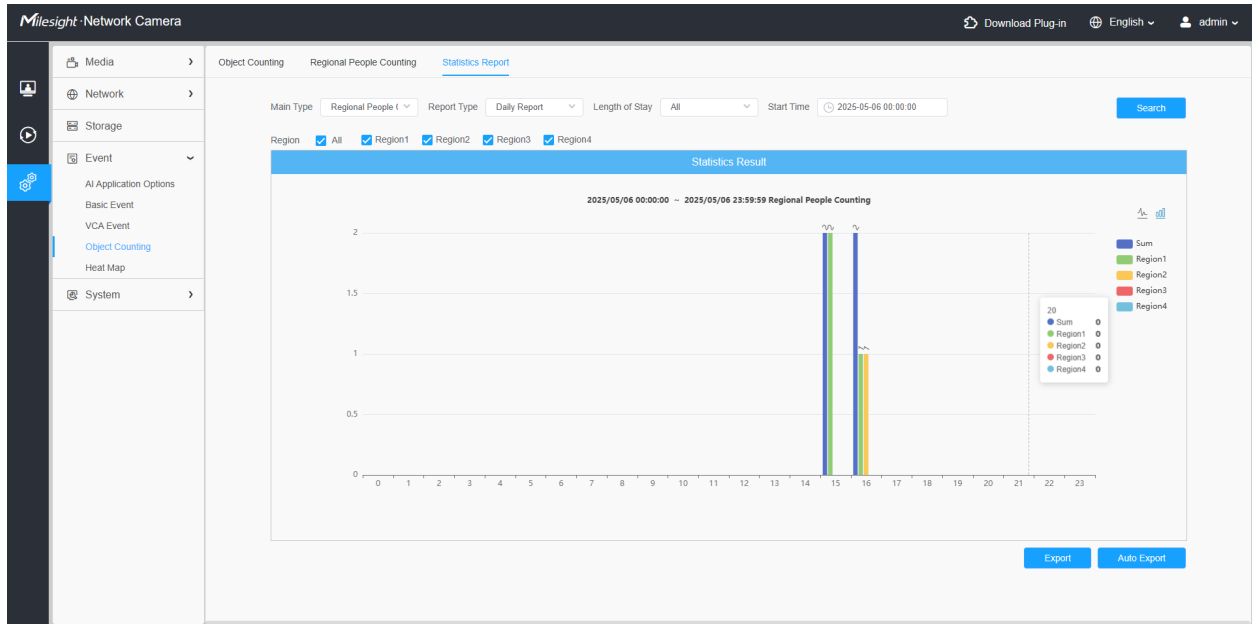 Milesight · Network Camera
Download Plug-in
English
admin
Media
Network
Storage
Event
AI Application Options
Basic Event
VCA Event
Object Counting
Heat Map
System
Object Counting Regional People Counting Statistics Report
Main Type Regional People ( Report Type Daily Report Length of Stay All Start Time 2025-05-06 00:00:00 Search
Region All Region1 Region2 Region3 Region4
Statistics Result
2025/05/06 00:00:00 ~ 2025/05/06 23:59:59 Regional People Counting
2
1.5
1
0.5
0
0 1 2 3 4 5 6 7 8 9 10 11 12 13 14 15 16 17 18 19 20 21 22 23
Sum
Region1
Region2
Region3
Region4
20
Sum 0
Region1 0
Region2 0
Region3 0
Region4 0
Export Auto Export